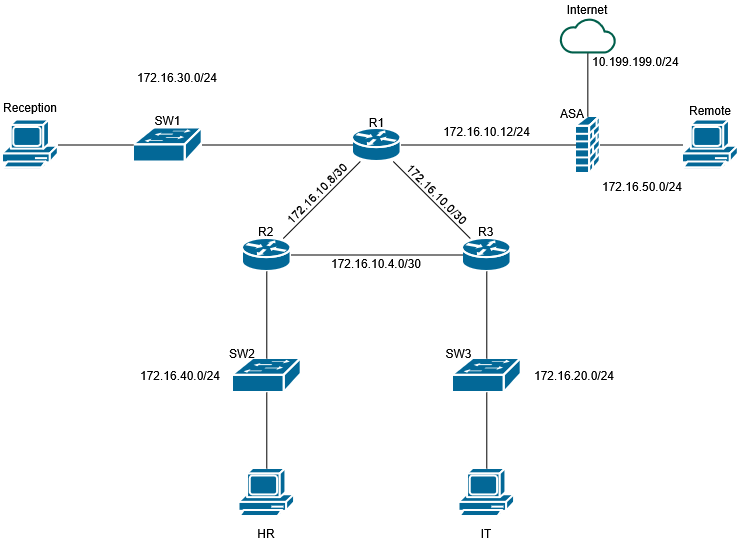 Internet
10.199.199.0/24
172.16.30.0/24
Reception
SW1
R1
172.16.10.12/24
ASA
Remote
172.16.50.0/24
172.16.10.8/30
172.16.10.0/30
R2
R3
172.16.10.4.0/30
SW2
SW3
172.16.40.0/24
172.16.20.0/24
HR
IT